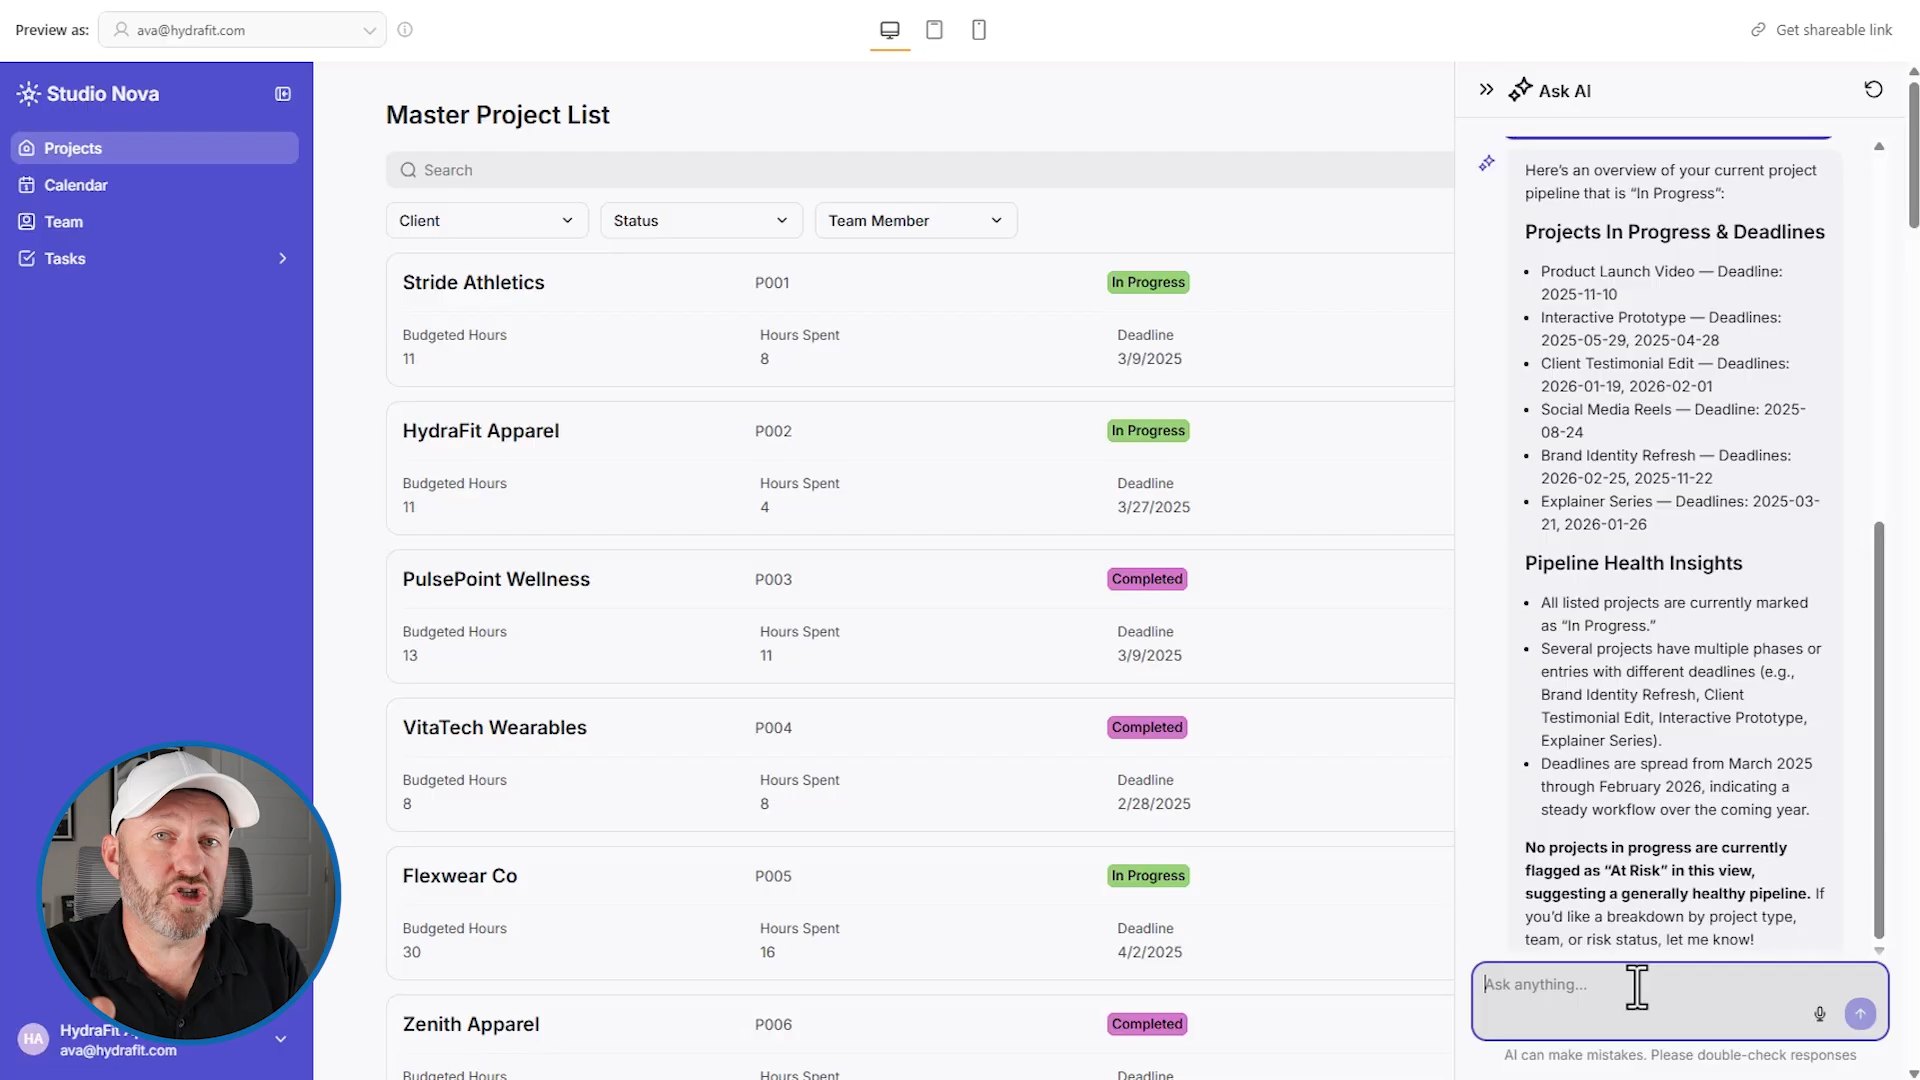 Preview as:
ava@hydrafit.com
Get shareable link
Studio Nova
Projects
Calendar
Team
Tasks
HA
ava@hydrafit.com
Master Project List
Search
Client
Status
Team Member
Stride Athletics P001 In Progress
Budgeted Hours Hours Spent Deadline
11 8 3/9/2025
HydraFit Apparel P002 In Progress
Budgeted Hours Hours Spent Deadline
11 4 3/27/2025
PulsePoint Wellness P003 Completed
Budgeted Hours Hours Spent Deadline
13 11 3/9/2025
VitaTech Wearables P004 Completed
Budgeted Hours Hours Spent Deadline
8 8 2/28/2025
Flexwear Co P005 In Progress
Budgeted Hours Hours Spent Deadline
30 16 4/2/2025
Zenith Apparel P006 Completed
Budgeted Hours Hours Spent Deadline
Ask AI
Here's an overview of your current project
pipeline that is “In Progress”:
Projects In Progress & Deadlines
• Product Launch Video — Deadline:
2025-11-10
• Interactive Prototype — Deadlines:
2025-05-29, 2025-04-28
• Client Testimonial Edit — Deadlines:
2026-01-19, 2026-02-01
• Social Media Reels — Deadline: 2025-
08-24
• Brand Identity Refresh — Deadlines:
2026-02-25, 2025-11-22
• Explainer Series — Deadlines: 2025-03-
21, 2026-01-26
Pipeline Health Insights
• All listed projects are currently marked
as “In Progress.”
• Several projects have multiple phases or
entries with different deadlines (e.g.,
Brand Identity Refresh, Client
Testimonial Edit, Interactive Prototype,
Explainer Series).
• Deadlines are spread from March 2025
through February 2026, indicating a
steady workflow over the coming year.
No projects in progress are currently
flagged as “At Risk” in this view,
suggesting a generally healthy pipeline. If
you'd like a breakdown by project type,
team, or risk status, let me know!
Ask anything...
AI can make mistakes. Please double-check responses